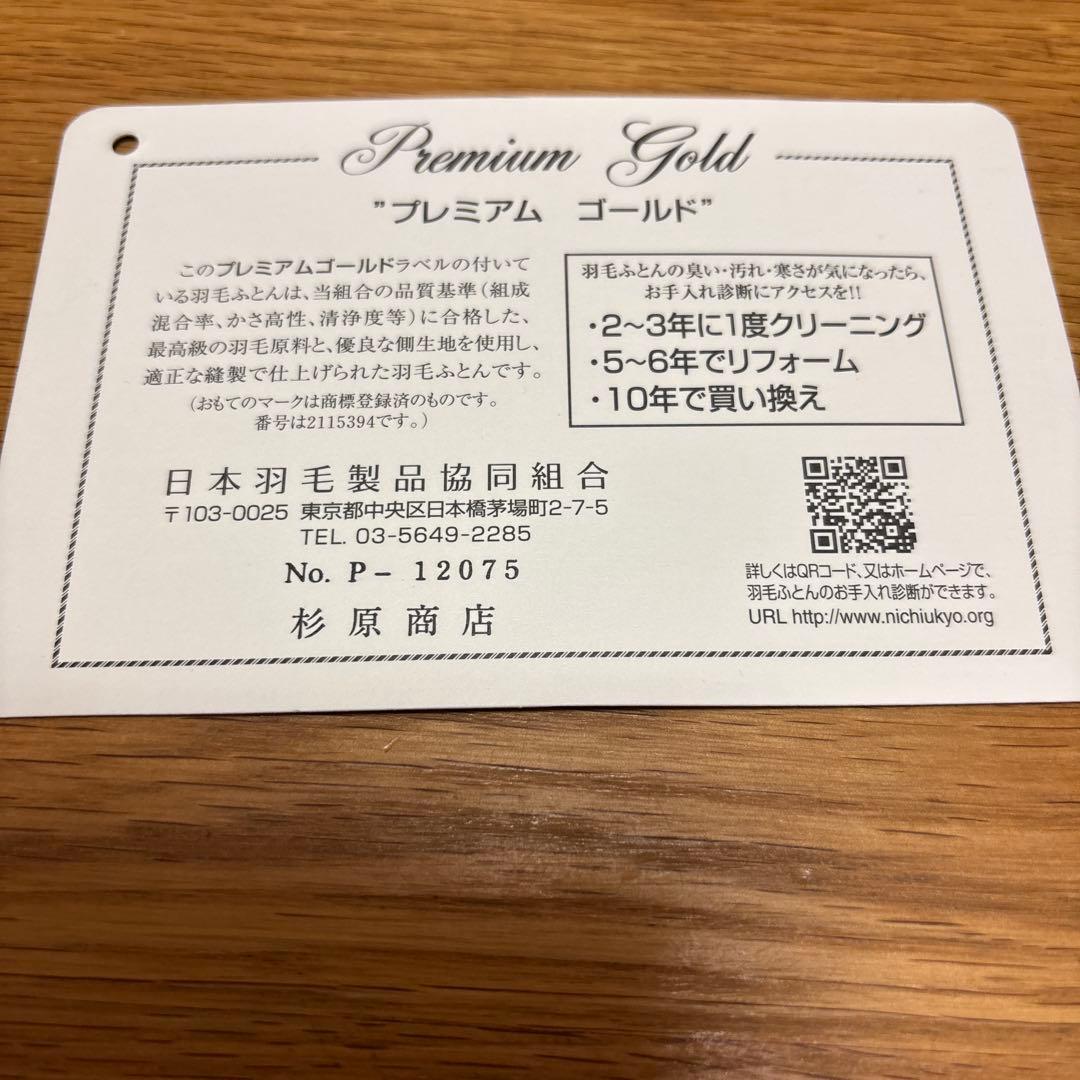 Premium Gold
”プレミアム ゴールド”
このプレミアムゴールドラベルの付いて
いる羽毛ふとんは、当組合の品質基準（組成
混合率、かさ高性、清浄度等）に合格した、
最高級の羽毛原料と、優良な側生地を使用し、
適正な縫製で仕上げられた羽毛ふとんです。
（おもてのマークは商標登録済のものです。
番号は2115394です。）
羽毛ふとんの臭い・汚れ・寒さが気になったら、
お手入れ診断にアクセスを!!
・2〜3年に1度クリーニング
・5〜6年でリフォーム
・10年で買い換え
日本羽毛製品協同組合
〒103-0025 東京都中央区日本橋茅場町2-7-5
TEL. 03-5649-2285
No. P- 12075
杉原商店
詳しくはQRコード、又はホームページで、
羽毛ふとんのお手入れ診断ができます。
URL http://www.nichiukyo.org